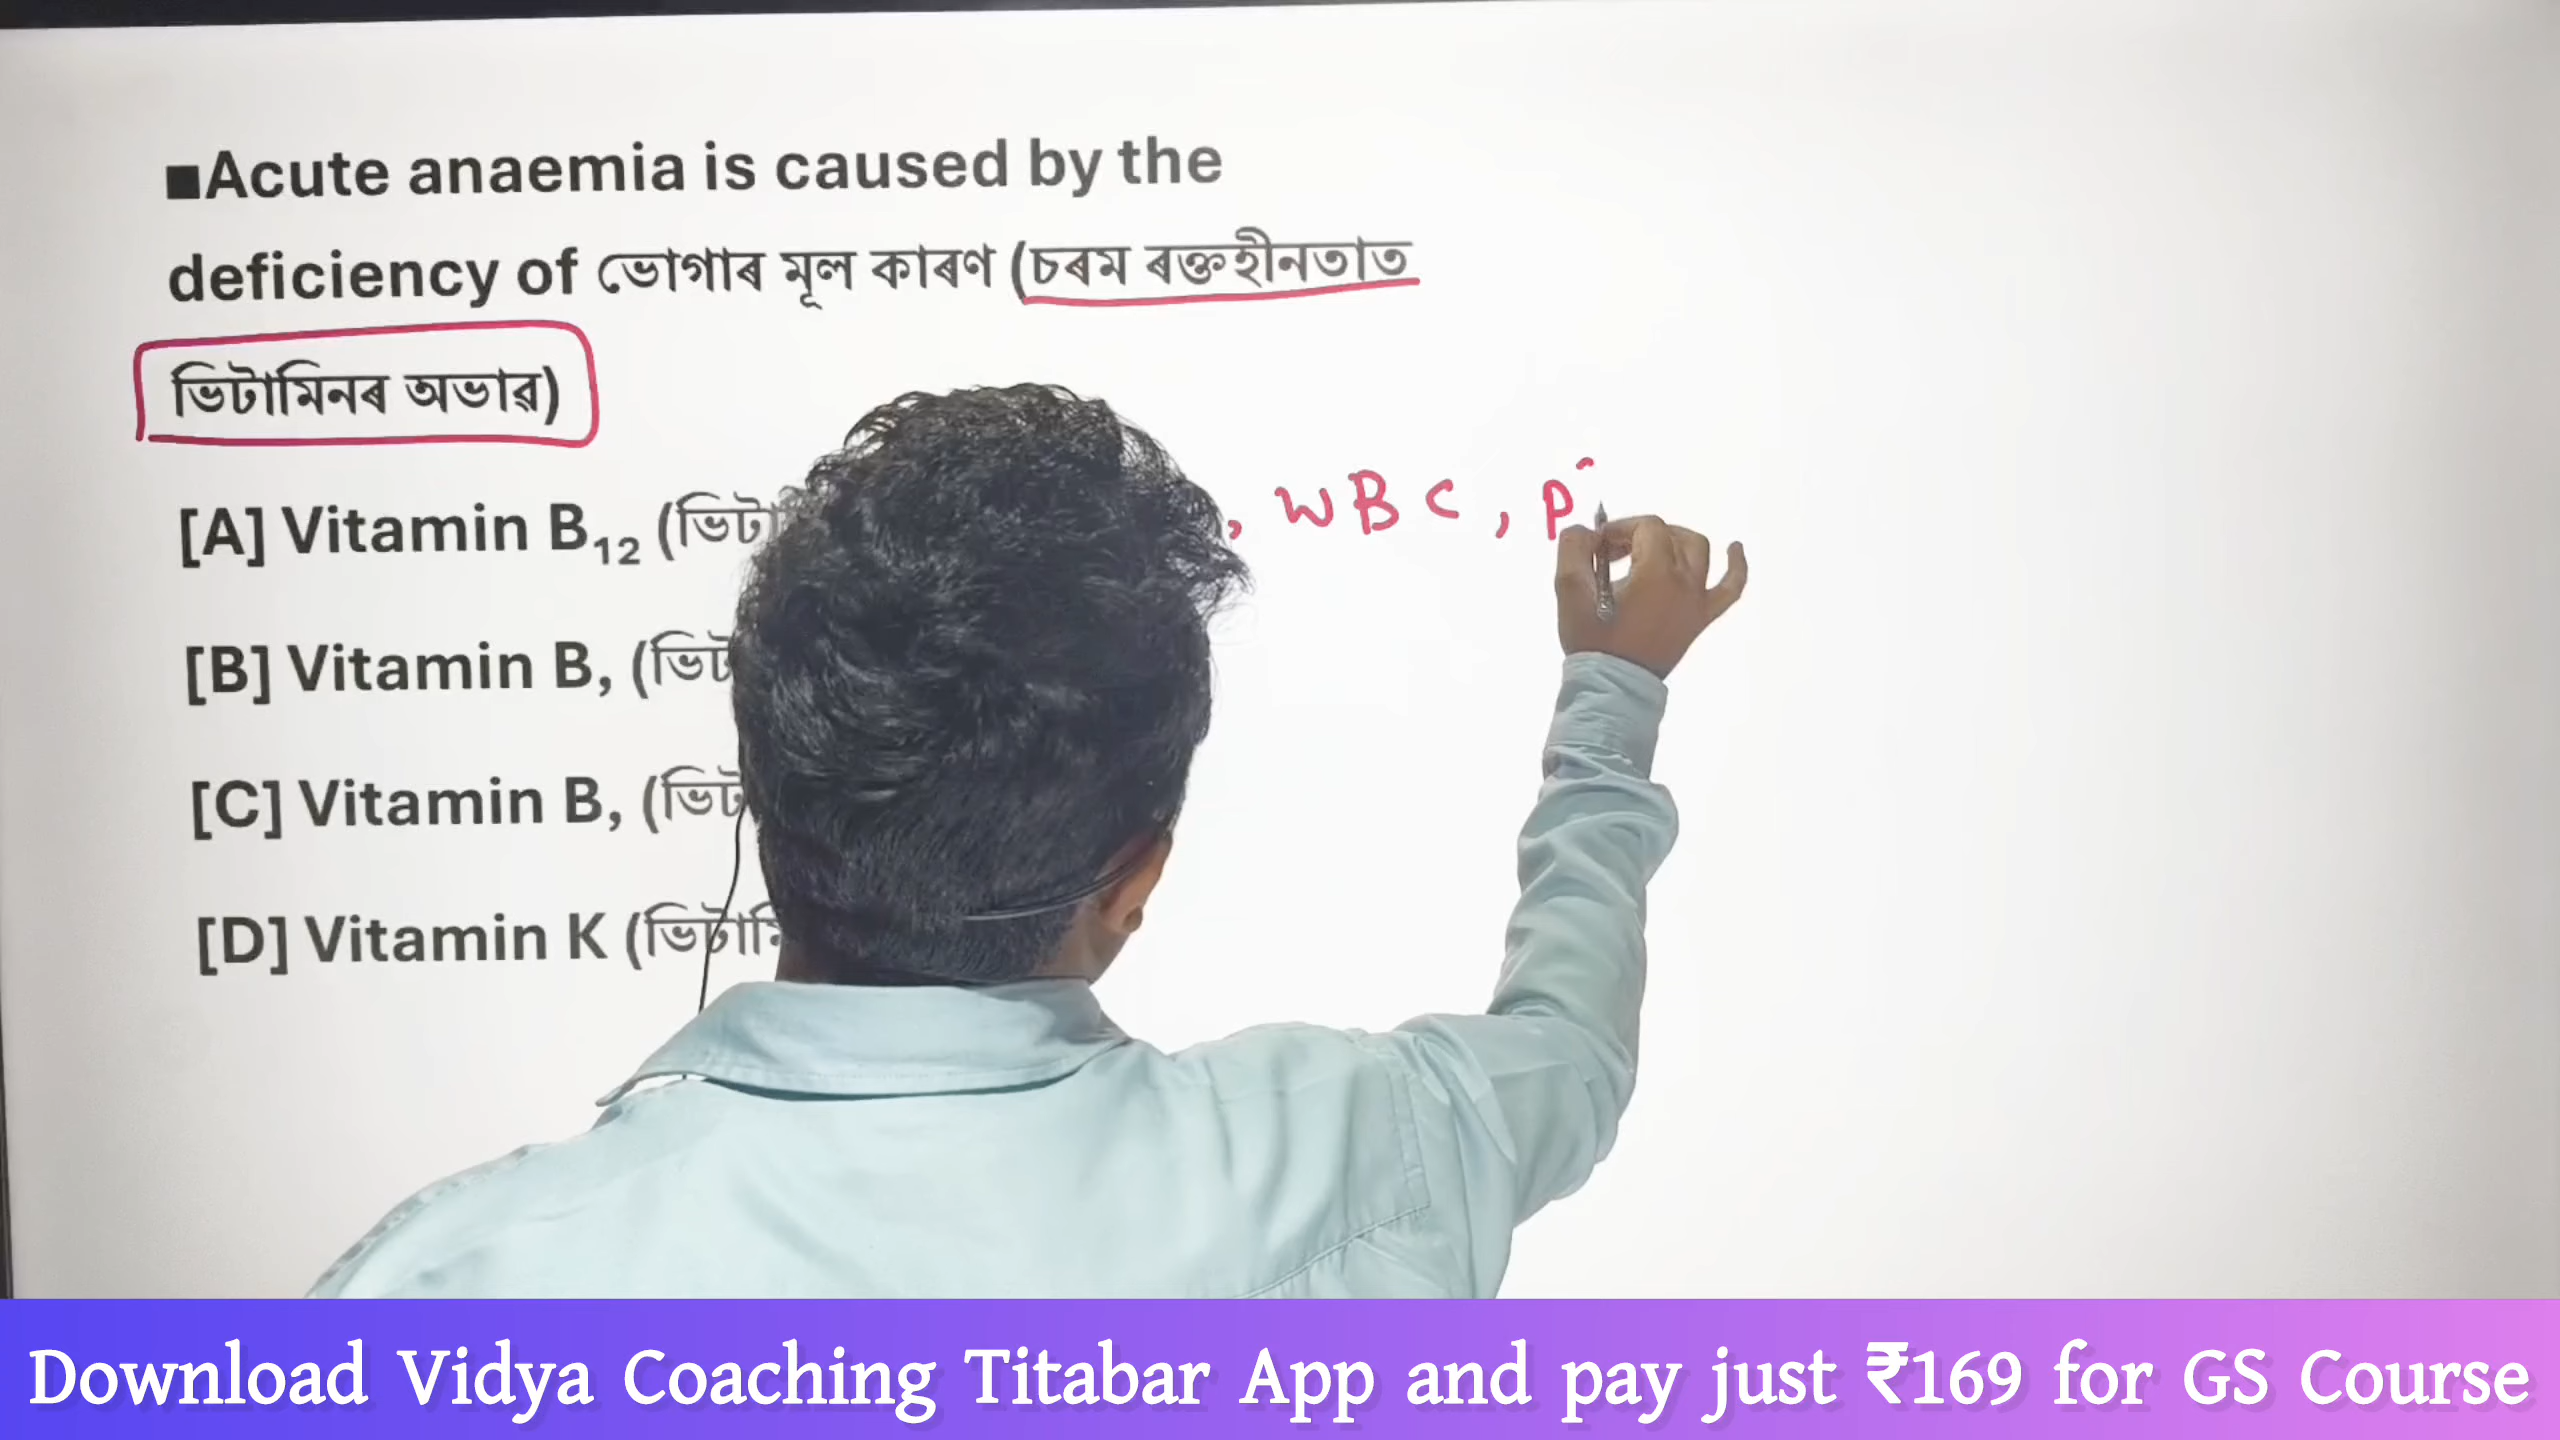 ■Acute anaemia is caused by the
deficiency of ভোগাৰ মূল কাৰণ (চৰম ৰক্তহীনতাত
ভিটামিনৰ অভাৱ)
[A] Vitamin B₁₂ (
, WBC, P
[B] Vitamin B, (
[C] Vitamin B, (
[D] Vitamin K (
Download Vidya Coaching Titabar App and pay just ₹169 for GS Course